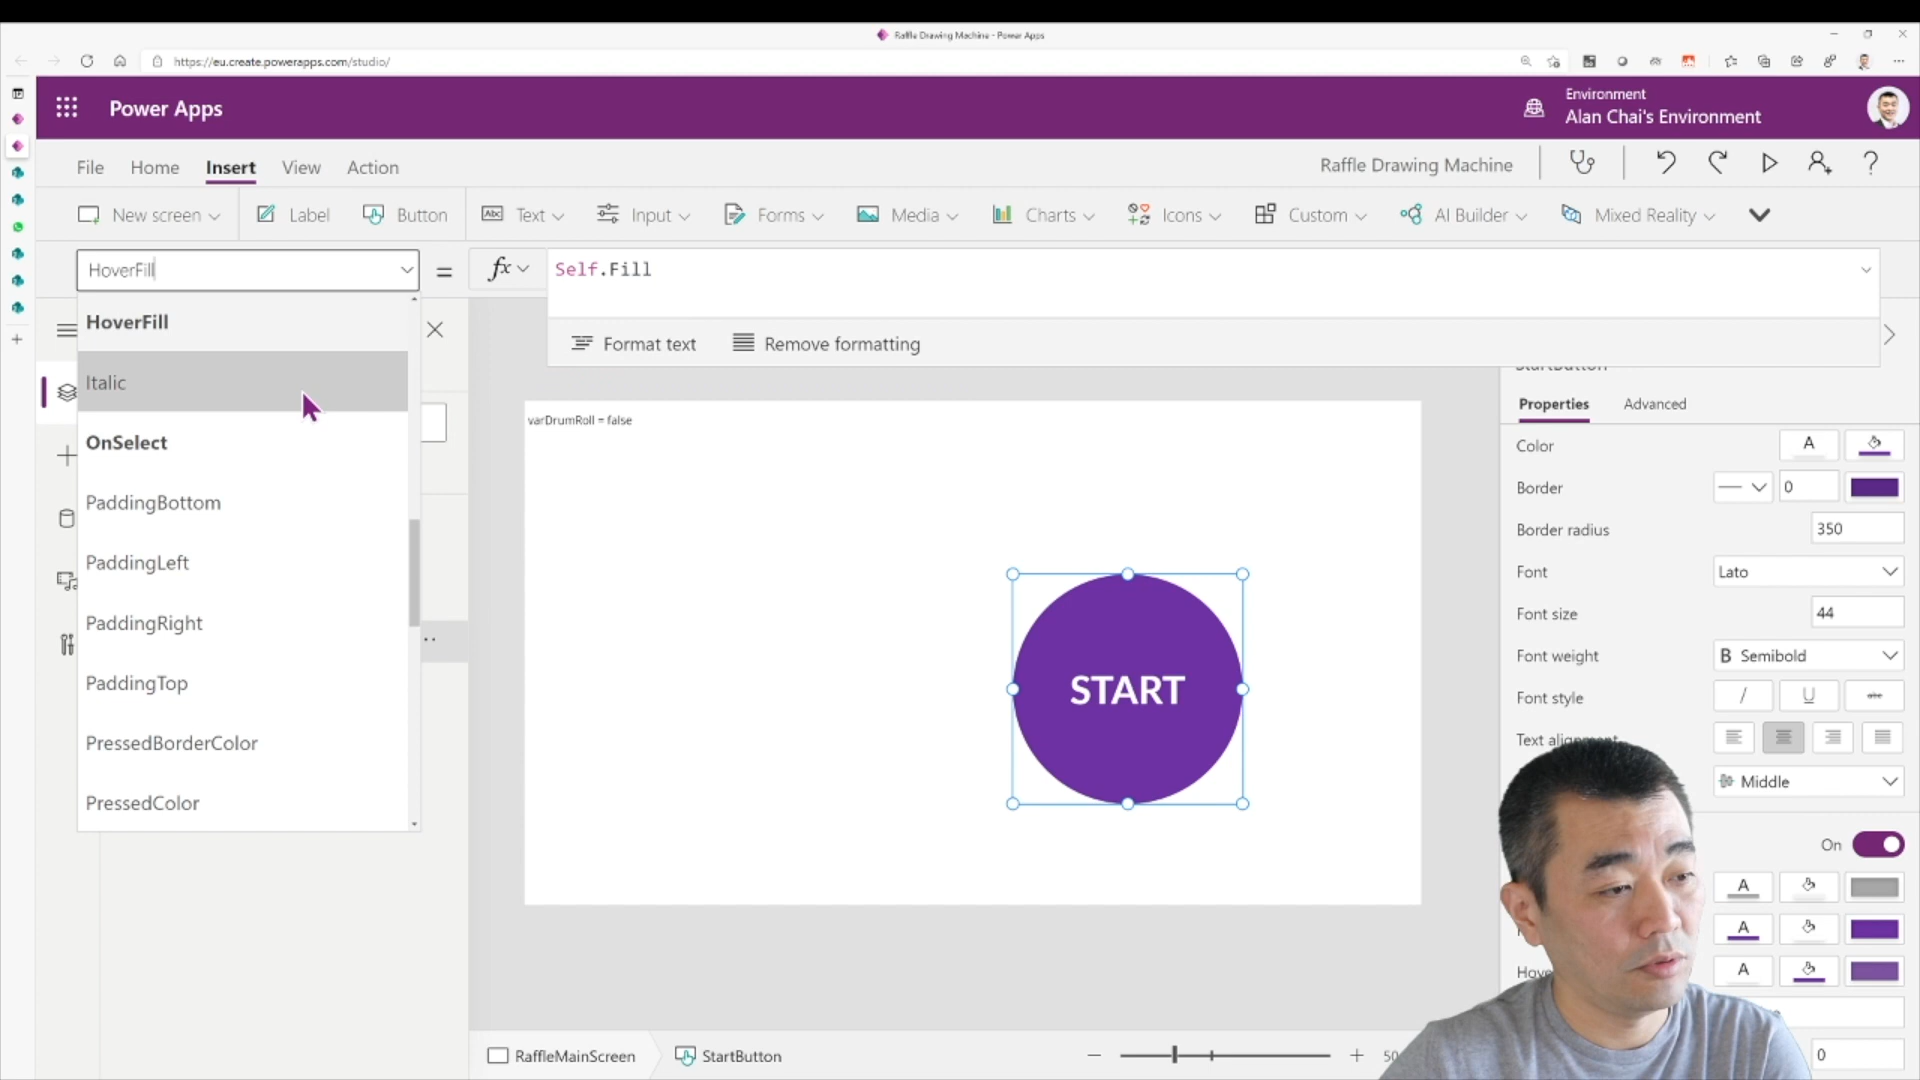 Raffle Drawing Machine - Power Apps
https://eu.create.powerapps.com/studio/
Power Apps
Environment
Alan Chai's Environment
File Home Insert View Action
Raffle Drawing Machine
New screen Label Button Text Input Forms Media Charts Icons Custom AI Builder Mixed Reality
HoverFill = fx Self.Fill
Format text Remove formatting
HoverFill
Italic
OnSelect
PaddingBottom
PaddingLeft
PaddingRight
PaddingTop
PressedBorderColor
PressedColor
varDrumRoll = false
START
StartButton
Properties Advanced
Color
Border 0
Border radius 350
Font Lato
Font size 44
Font weight B Semibold
Font style
Text alignment
Middle
On
0
RaffleMainScreen StartButton